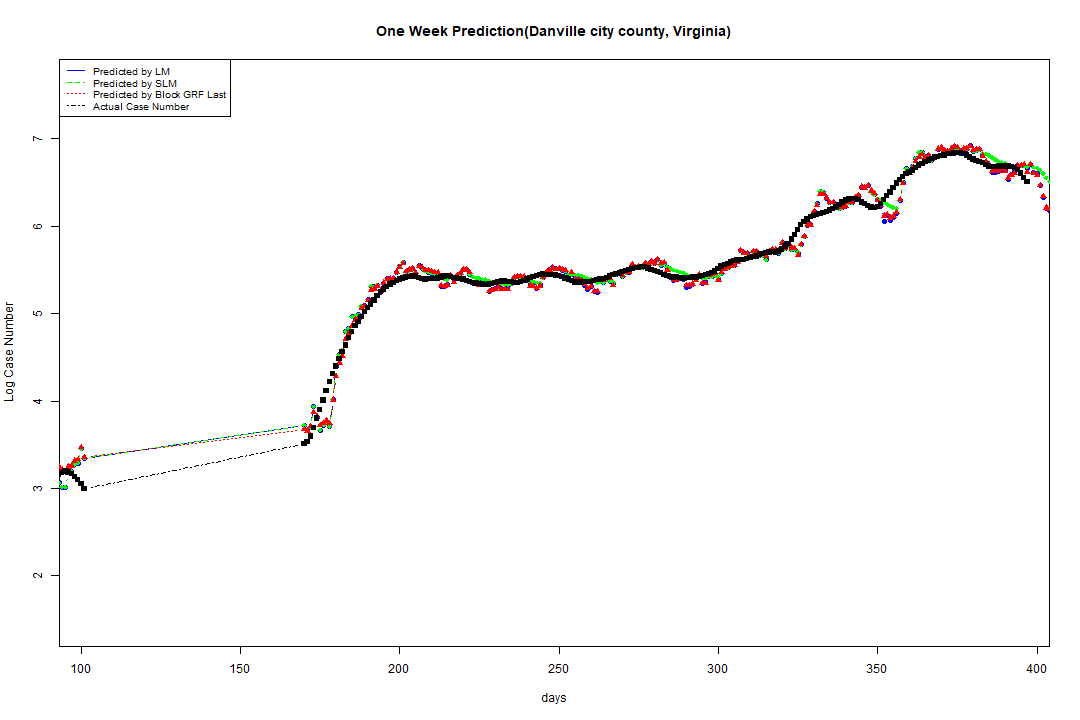 One Week Prediction(Danville city county, Virginia)
Predicted by LM
Predicted by SLM
Predicted by Block GRF Last
Actual Case Number
Log Case Number
7
6
5
4
3
2
100 150 200 250 300 350 400
days